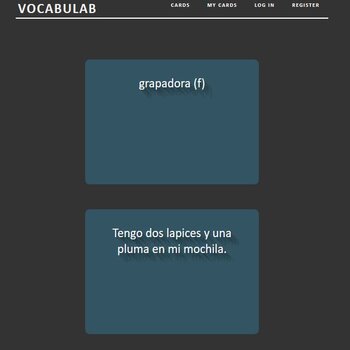 VOCABULAB
CARDS MY CARDS LOG IN REGISTER
grapadora (f)
Tengo dos lapices y una
pluma en mi mochila.